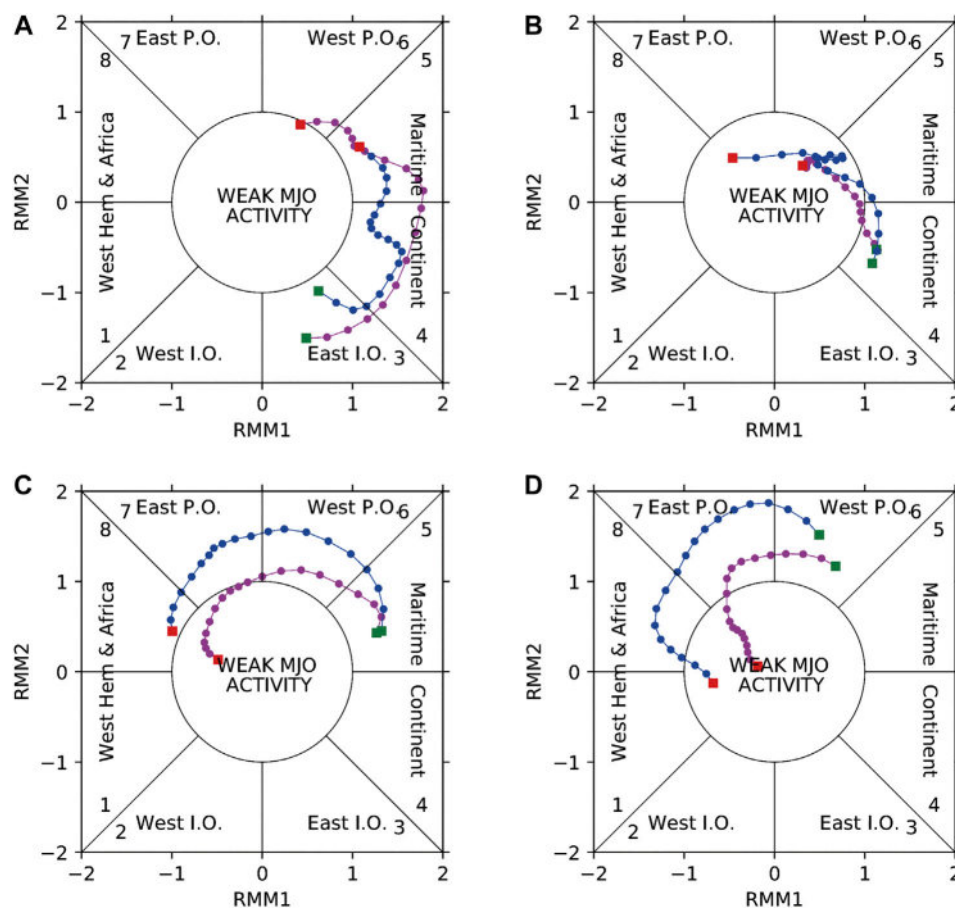 A
2
7 East P.O.
West P.O. 6
8
5
1
West Hem & Africa
Maritime
RMM2
0
WEAK MJO
ACTIVITY
Continent
−1
1
4
2 West I.O.
East I.O. 3
−2
−2 −1 0 1 2
RMM1
B
2
7 East P.O.
West P.O. 6
8
5
1
West Hem & Africa
Maritime
RMM2
0
WEAK MJO
ACTIVITY
Continent
−1
1
4
2 West I.O.
East I.O. 3
−2
−2 −1 0 1 2
RMM1
C
2
7 East P.O.
West P.O. 6
8
5
1
West Hem & Africa
Maritime
RMM2
0
WEAK MJO
ACTIVITY
Continent
−1
1
4
2 West I.O.
East I.O. 3
−2
−2 −1 0 1 2
RMM1
D
2
7 East P.O.
West P.O. 6
8
5
1
West Hem & Africa
Maritime
RMM2
0
WEAK MJO
ACTIVITY
Continent
−1
1
4
2 West I.O.
East I.O. 3
−2
−2 −1 0 1 2
RMM1